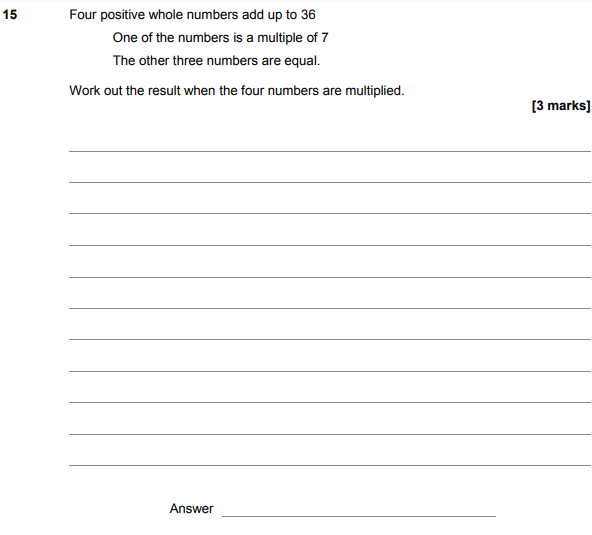 15 Four positive whole numbers add up to 36
One of the numbers is a multiple of 7
The other three numbers are equal.
Work out the result when the four numbers are multiplied.
[3 marks]
Answer